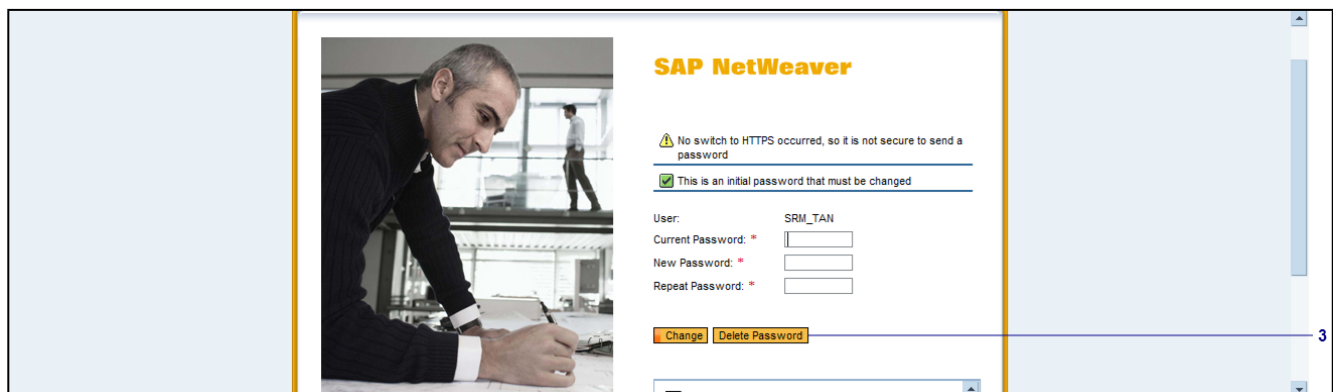 SAP NetWeaver
No switch to HTTPS occurred, so it is not secure to send a
password
This is an initial password that must be changed
User: SRM_TAN
Current Password: *
New Password: *
Repeat Password: *
Change Delete Password 3